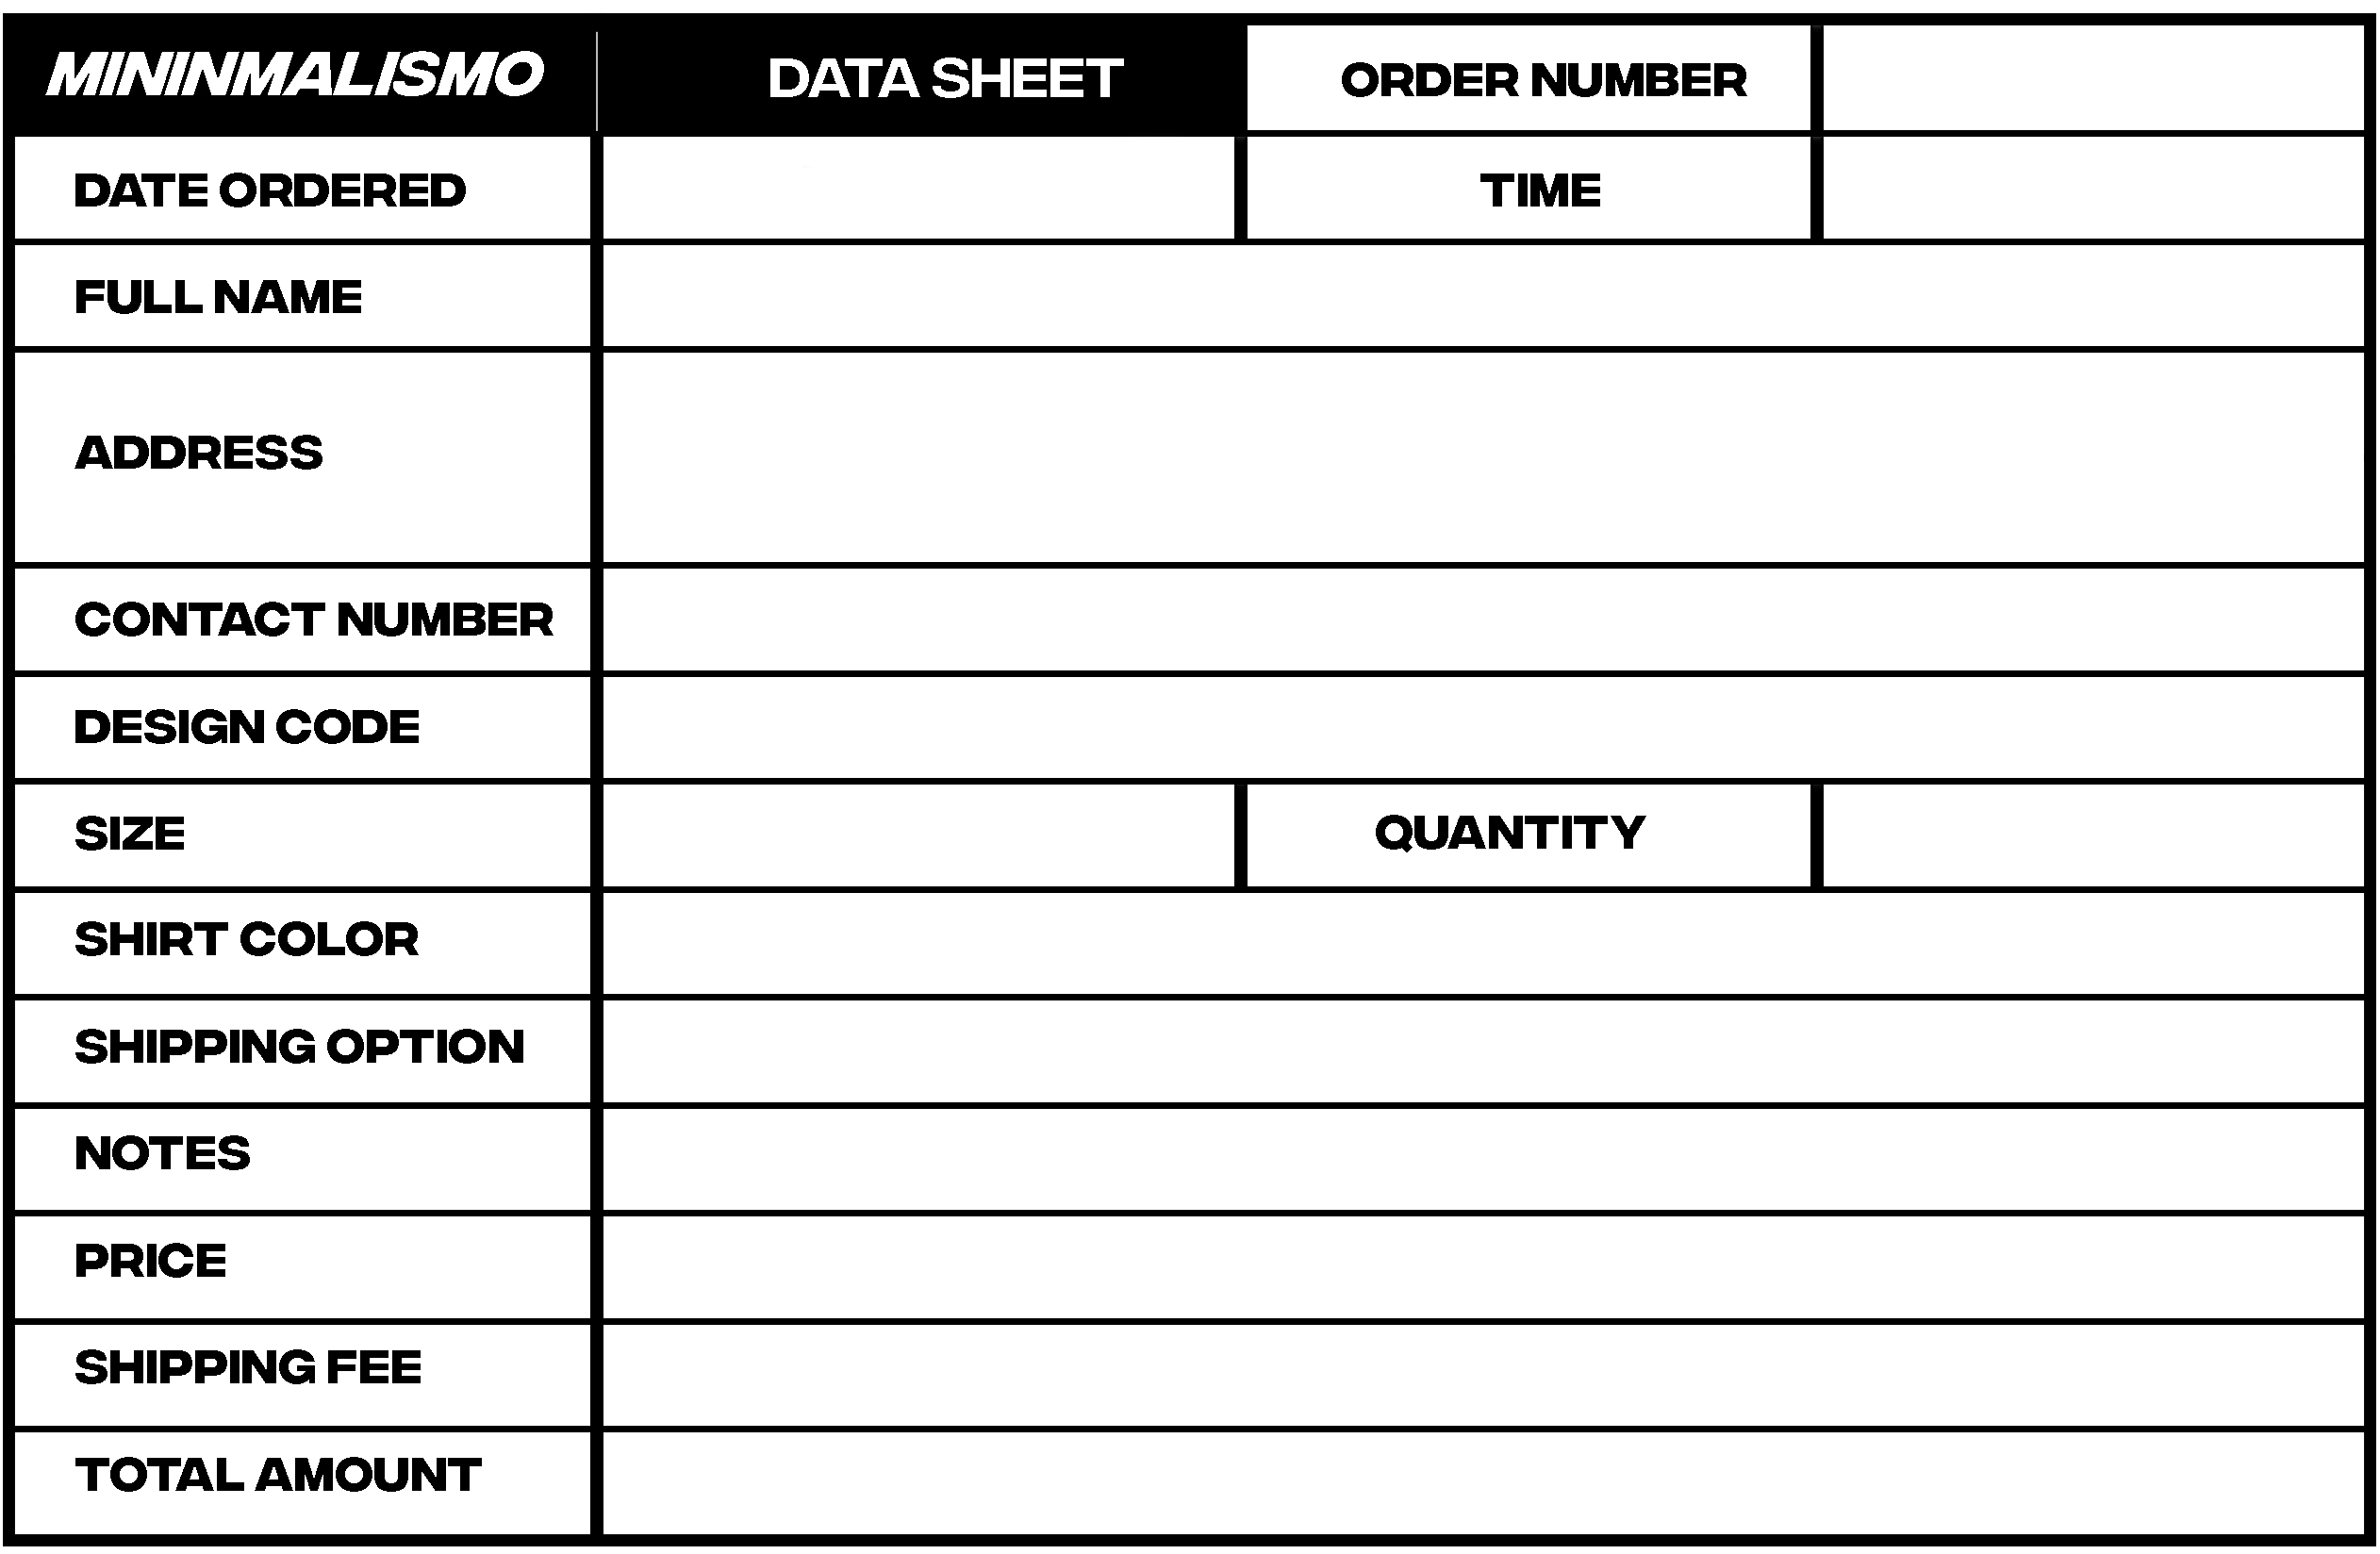 MININMALISMO DATA SHEET ORDER NUMBER
DATE ORDERED TIME
FULL NAME
ADDRESS
CONTACT NUMBER
DESIGN CODE
SIZE QUANTITY
SHIRT COLOR
SHIPPING OPTION
NOTES
PRICE
SHIPPING FEE
TOTAL AMOUNT